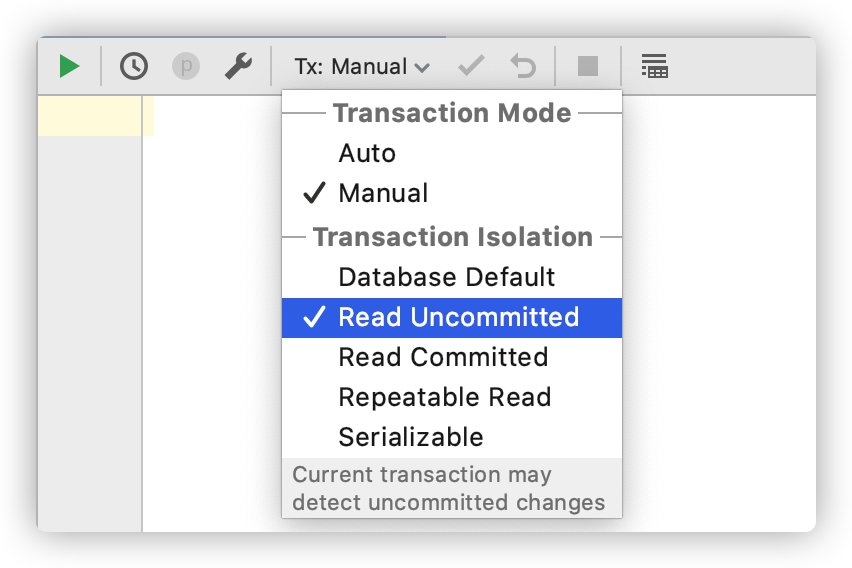 p
Tx: Manual
Transaction Mode
Auto
Manual
Transaction Isolation
Database Default
Read Uncommitted
Read Committed
Repeatable Read
Serializable
Current transaction may
detect uncommitted changes